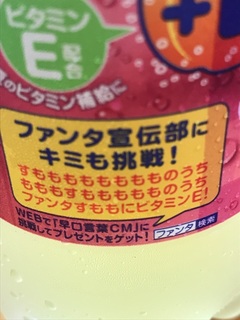 ビタミン
E配合
のビタミン補給に
ファンタ宣伝部に
キミも挑戦！
すももももももももものうち
もももすもももももものうち
ファンタすももにビタミンE!
WEBで「早口言葉CM」に
挑戦してプレゼントをゲット!
ファンタ 検索